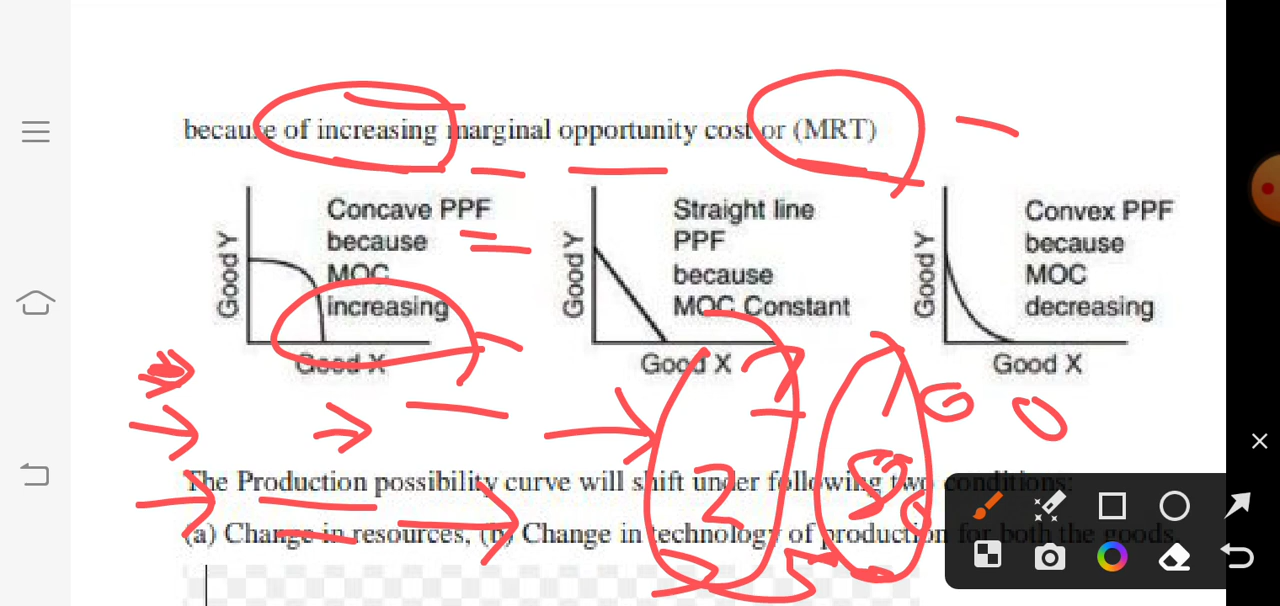 because of increasing marginal opportunity cost or (MRT)
Good Y
Concave PPF
because
MOC
increasing
Good X
Good Y
Straight line
PPF
because
MOC Constant
Good X
Good Y
Convex PPF
because
MOC
decreasing
Good X
The Production possibility curve will shift under following two conditions:
(a) Change in resources, (b) Change in technology of production for both the goods.